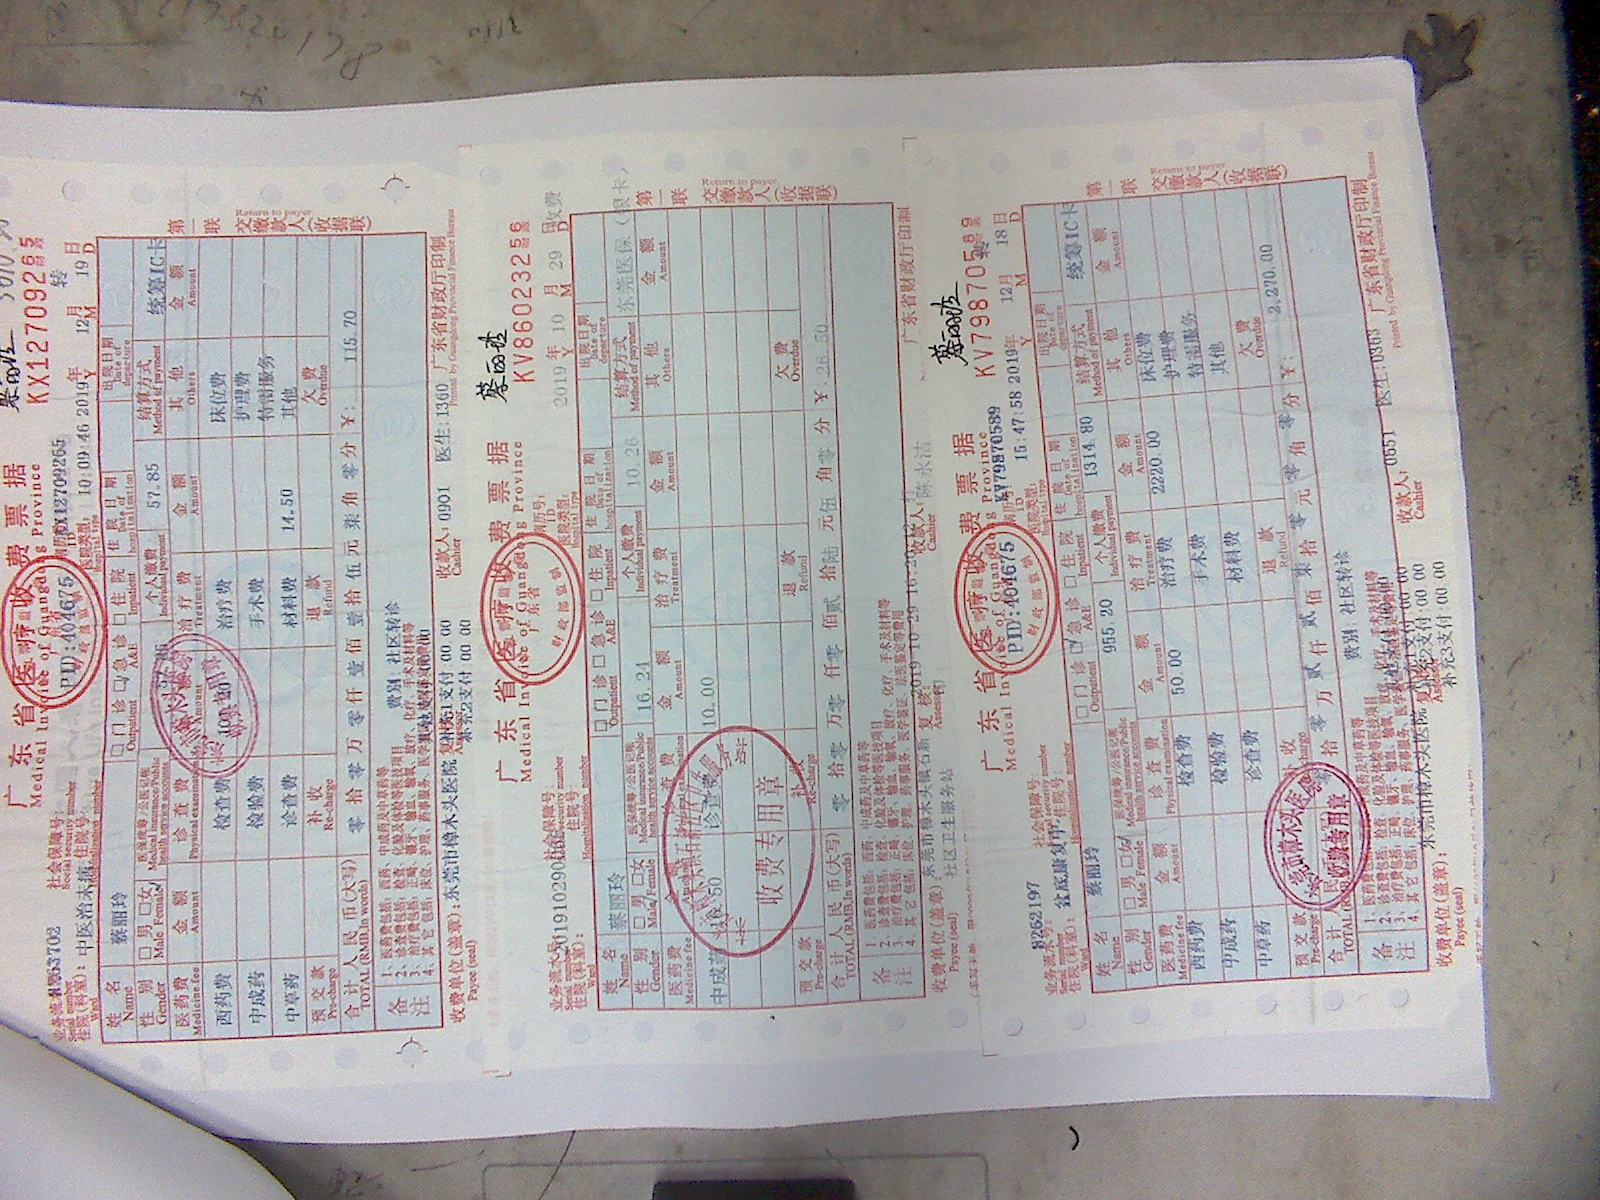 广东省医疗收费票据
Medical Invoice of Guangdong Province
蔡丽玲
KX12709265
业务流水号
Serial number
社会保障号:
Social security number
PID:404675
病历号:
ID
KX12709265
转
住院(科室):
Ward
中医治未病
住院号
Hospitalization number
医院类型:
Hospital type
10 09:46 2019 年 12 月 19 日
Y M D
姓名
Name
蔡丽玲
□门诊 □急诊 □住院
Outpatient A&E Inpatient
住院日期
Date of hospitalization
出院日期
Date of departure
性别
Gender
□男 □女
Male Female
医保统筹/公医记帐
Medical insurance/Public health service accounts
57.85
个人缴费
Individual payment
57.85
结算方式
Method of payment
统筹IC卡
医药费 金额 诊查费 金额 治疗费 金额 其他 金额
Medicine fee Amount Physical examination Amount Treatment Amount Others Amount
西药费 检查费 治疗费 床位费
护理费
中成药 检验费 手术费
特需服务
中草药 诊查费 材料费 14.50 其他
预交款 补收 退款 欠费
Pre-charge Re-charge Refund Overdue
合计人民币(大写) 零拾零万零仟壹佰壹拾伍元柒角零分 ¥: 115.70
TOTAL (RMB,In words)
备注
1、医药费包括:西药、中成药及中草药等
2、诊查费包括:检查、化验及体检等医技项目
3、治疗费包括:正畸、镶牙、输血、输氧、放疗、化疗、手术及材料等
4、其它包括:床位、护理、药事服务、医学鉴证、法医鉴定等费用
费别:社区转诊
其他支付:00 00
补充1支付:00 00
补充2支付:00 00
收费单位(盖章):东莞市樟木头医院
Payee (seal)
复核:
Assessor
收款人:0901
Cashier
医生:1360
广东省财政厅印制
Printed by Guangdong Provincial Finance Bureau
东莞市樟木头医院
收费专用章
第一联 交缴款人(收据联)
Return to payer
广东省医疗收费票据
Medical Invoice of Guangdong Province
蔡丽玲
KV86023256
广东省
财政部监制
业务流水号
Serial number
社会保障号:
Social security number
病历号:
ID
2019 年 10 月 29 日 收费
Y M D
住院(科室):
Ward
住院号:
Hospitalization number
医院类型:
Hospital type
姓名
Name
蔡丽玲
□门诊 □急诊 □住院
Outpatient A&E Inpatient
住院日期
Date of hospitalization
出院日期
Date of departure
性别
Gender
□男 □女
Male Female
医保统筹/公医记帐
Medical insurance/Public health service accounts
16.24
个人缴费
Individual payment
10.26
结算方式
Method of payment
东莞医保(银卡)
医药费 金额 诊查费 金额 治疗费 金额 其他 金额
Medicine fee Amount Physical examination Amount Treatment Amount Others Amount
中成药 16.50 诊查费 10.00
东莞市樟木头镇石新社区卫生服务站
收费专用章
预交款 补收 退款 欠费
Pre-charge Re-charge Refund Overdue
合计人民币(大写) 零拾零万零仟零佰贰拾陆元伍角零分 ¥: 26.50
TOTAL (RMB,In words)
备注
1、医药费包括:西药、中成药及中草药等
2、诊查费包括:检查、化验及体检等医技项目
3、治疗费包括:正畸、镶牙、输血、输氧、放疗、化疗、手术及材料等
4、其它包括:床位、护理、药事服务、医学鉴证、法医鉴定等费用
收费单位(盖章):东莞市樟木头镇石新
社区卫生服务站
Payee (seal)
复核:
Assessor
收款人:陈永洁
Cashier
广东省财政厅印制
第一联 交缴款人(收据联)
Return to payer
广东省医疗收费票据
Medical Invoice of Guangdong Province
蔡丽玲
KV79870589
业务流水号:
Serial number
N262197
社会保障号:
Social security number
PID:404675
财政部监制
病历号:
ID
KV79870589
转
住院(科室):
Ward
盆底康复中
住院号:
Hospitalization number
医院类型:
Hospital type
15:47:58 2019 年 12 月 18 日
Y M D
姓名
Name
蔡丽玲
□门诊 □急诊 □住院
Outpatient A&E Inpatient
住院日期
Date of hospitalization
出院日期
Date of departure
性别
Gender
□男 □女
Male Female
医保统筹/公医记帐
Medical insurance/Public health service accounts
955.20
个人缴费
Individual payment
1314.80
结算方式
Method of payment
统筹IC卡
医药费 金额 诊查费 金额 治疗费 金额 其他 金额
Medicine fee Amount Physical examination Amount Treatment Amount Others Amount
西药费 检查费 50.00 治疗费 2220.00 床位费
护理费
中成药 检验费 手术费 特需服务
中草药 诊查费 材料费 其他
预交款 补收 退款 欠费
Pre-charge Re-charge Refund Overdue
合计人民币(大写) 零拾零万贰仟贰佰柒拾零元零角零分 ¥: 2,270.00
TOTAL (RMB,In words)
东莞市樟木头医院
收费专用章
费别:社区转诊
备注
1、医药费包括:西药、中成药及中草药等
2、诊查费包括:检查、化验及体检等医技项目
3、治疗费包括:正畸、镶牙、输血、输氧、放疗、化疗、手术及材料等
4、其它包括:床位、护理、药事服务、医学鉴证、法医鉴定等费用
其他支付:00 00
补充1支付:00 00
补充2支付:00 00
补充3支付:00 00
收费单位(盖章):东莞市樟木头医院
Payee (seal)
复核:
Assessor
收款人:0651
Cashier
医生:0363
广东省财政厅印制
Printed by Guangdong Provincial Finance Bureau
第一联 交缴款人(收据联)
Return to payer